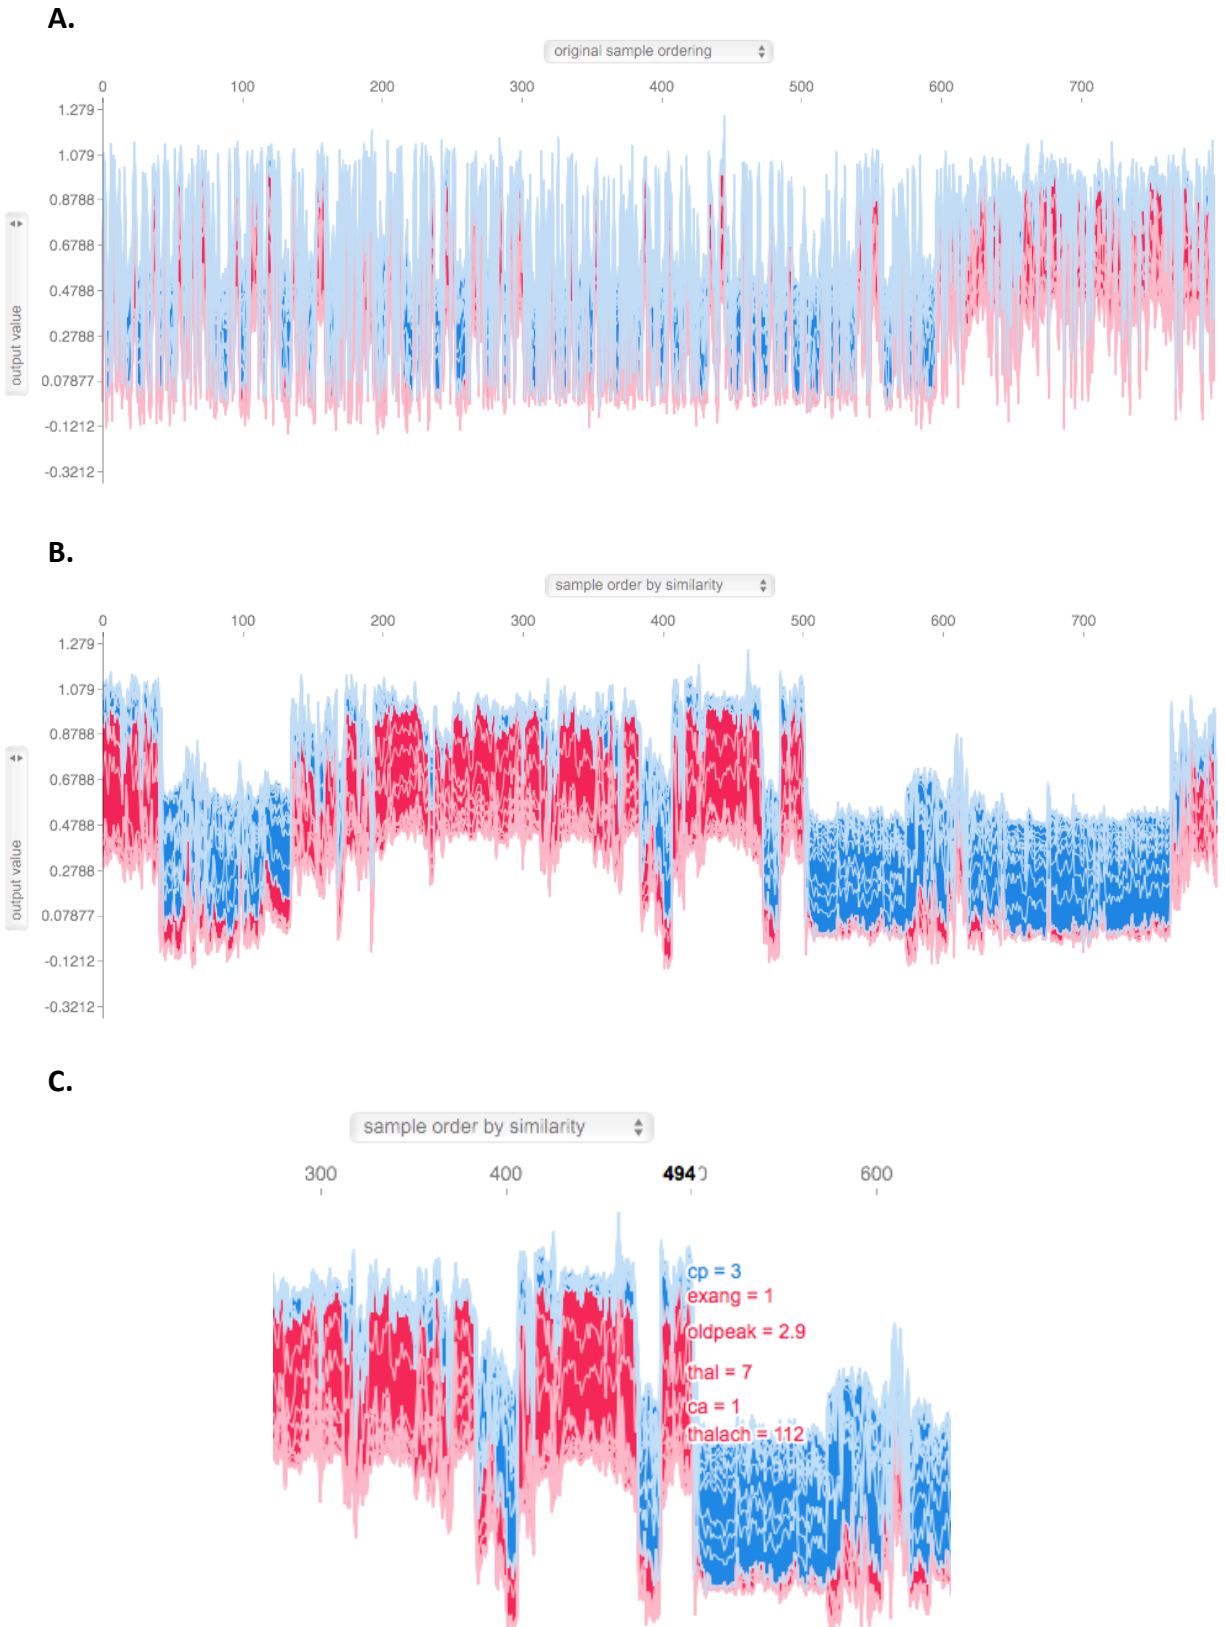 A.
original sample ordering
0 100 200 300 400 500 600 700
1.279
1.079
0.8788
0.6788
0.4788
0.2788
0.07877
-0.1212
-0.3212
output value
B.
sample order by similarity
0 100 200 300 400 500 600 700
1.279
1.079
0.8788
0.6788
0.4788
0.2788
0.07877
-0.1212
-0.3212
output value
C.
sample order by similarity
300 400 494 600
cp = 3
exang = 1
oldpeak = 2.9
thal = 7
ca = 1
thalach = 112